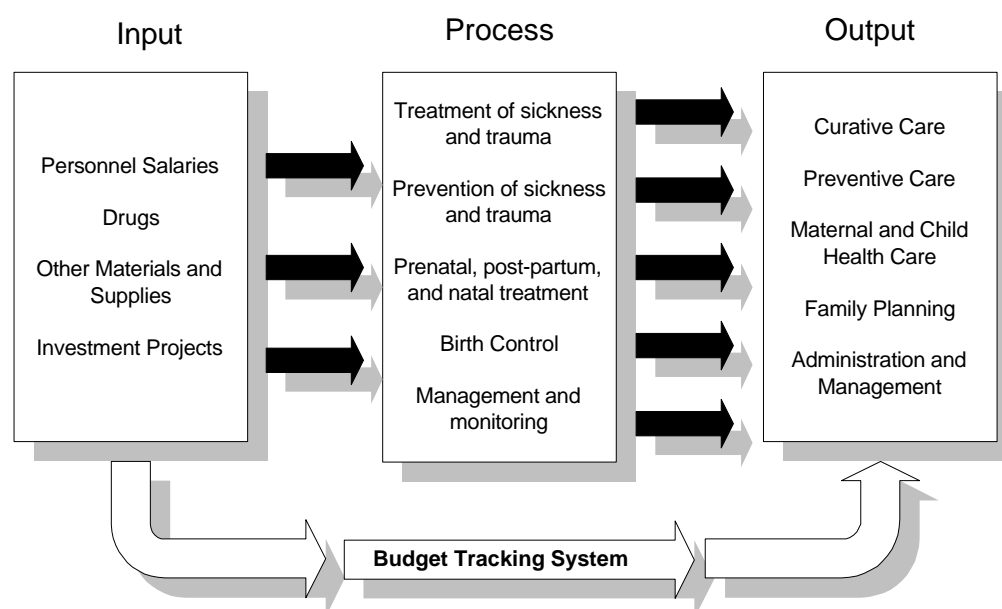 Input
Process
Output
Personnel Salaries
Drugs
Other Materials and
Supplies
Investment Projects
Treatment of sickness
and trauma
Prevention of sickness
and trauma
Prenatal, post-partum,
and natal treatment
Birth Control
Management and
monitoring
Curative Care
Preventive Care
Maternal and Child
Health Care
Family Planning
Administration and
Management
Budget Tracking System